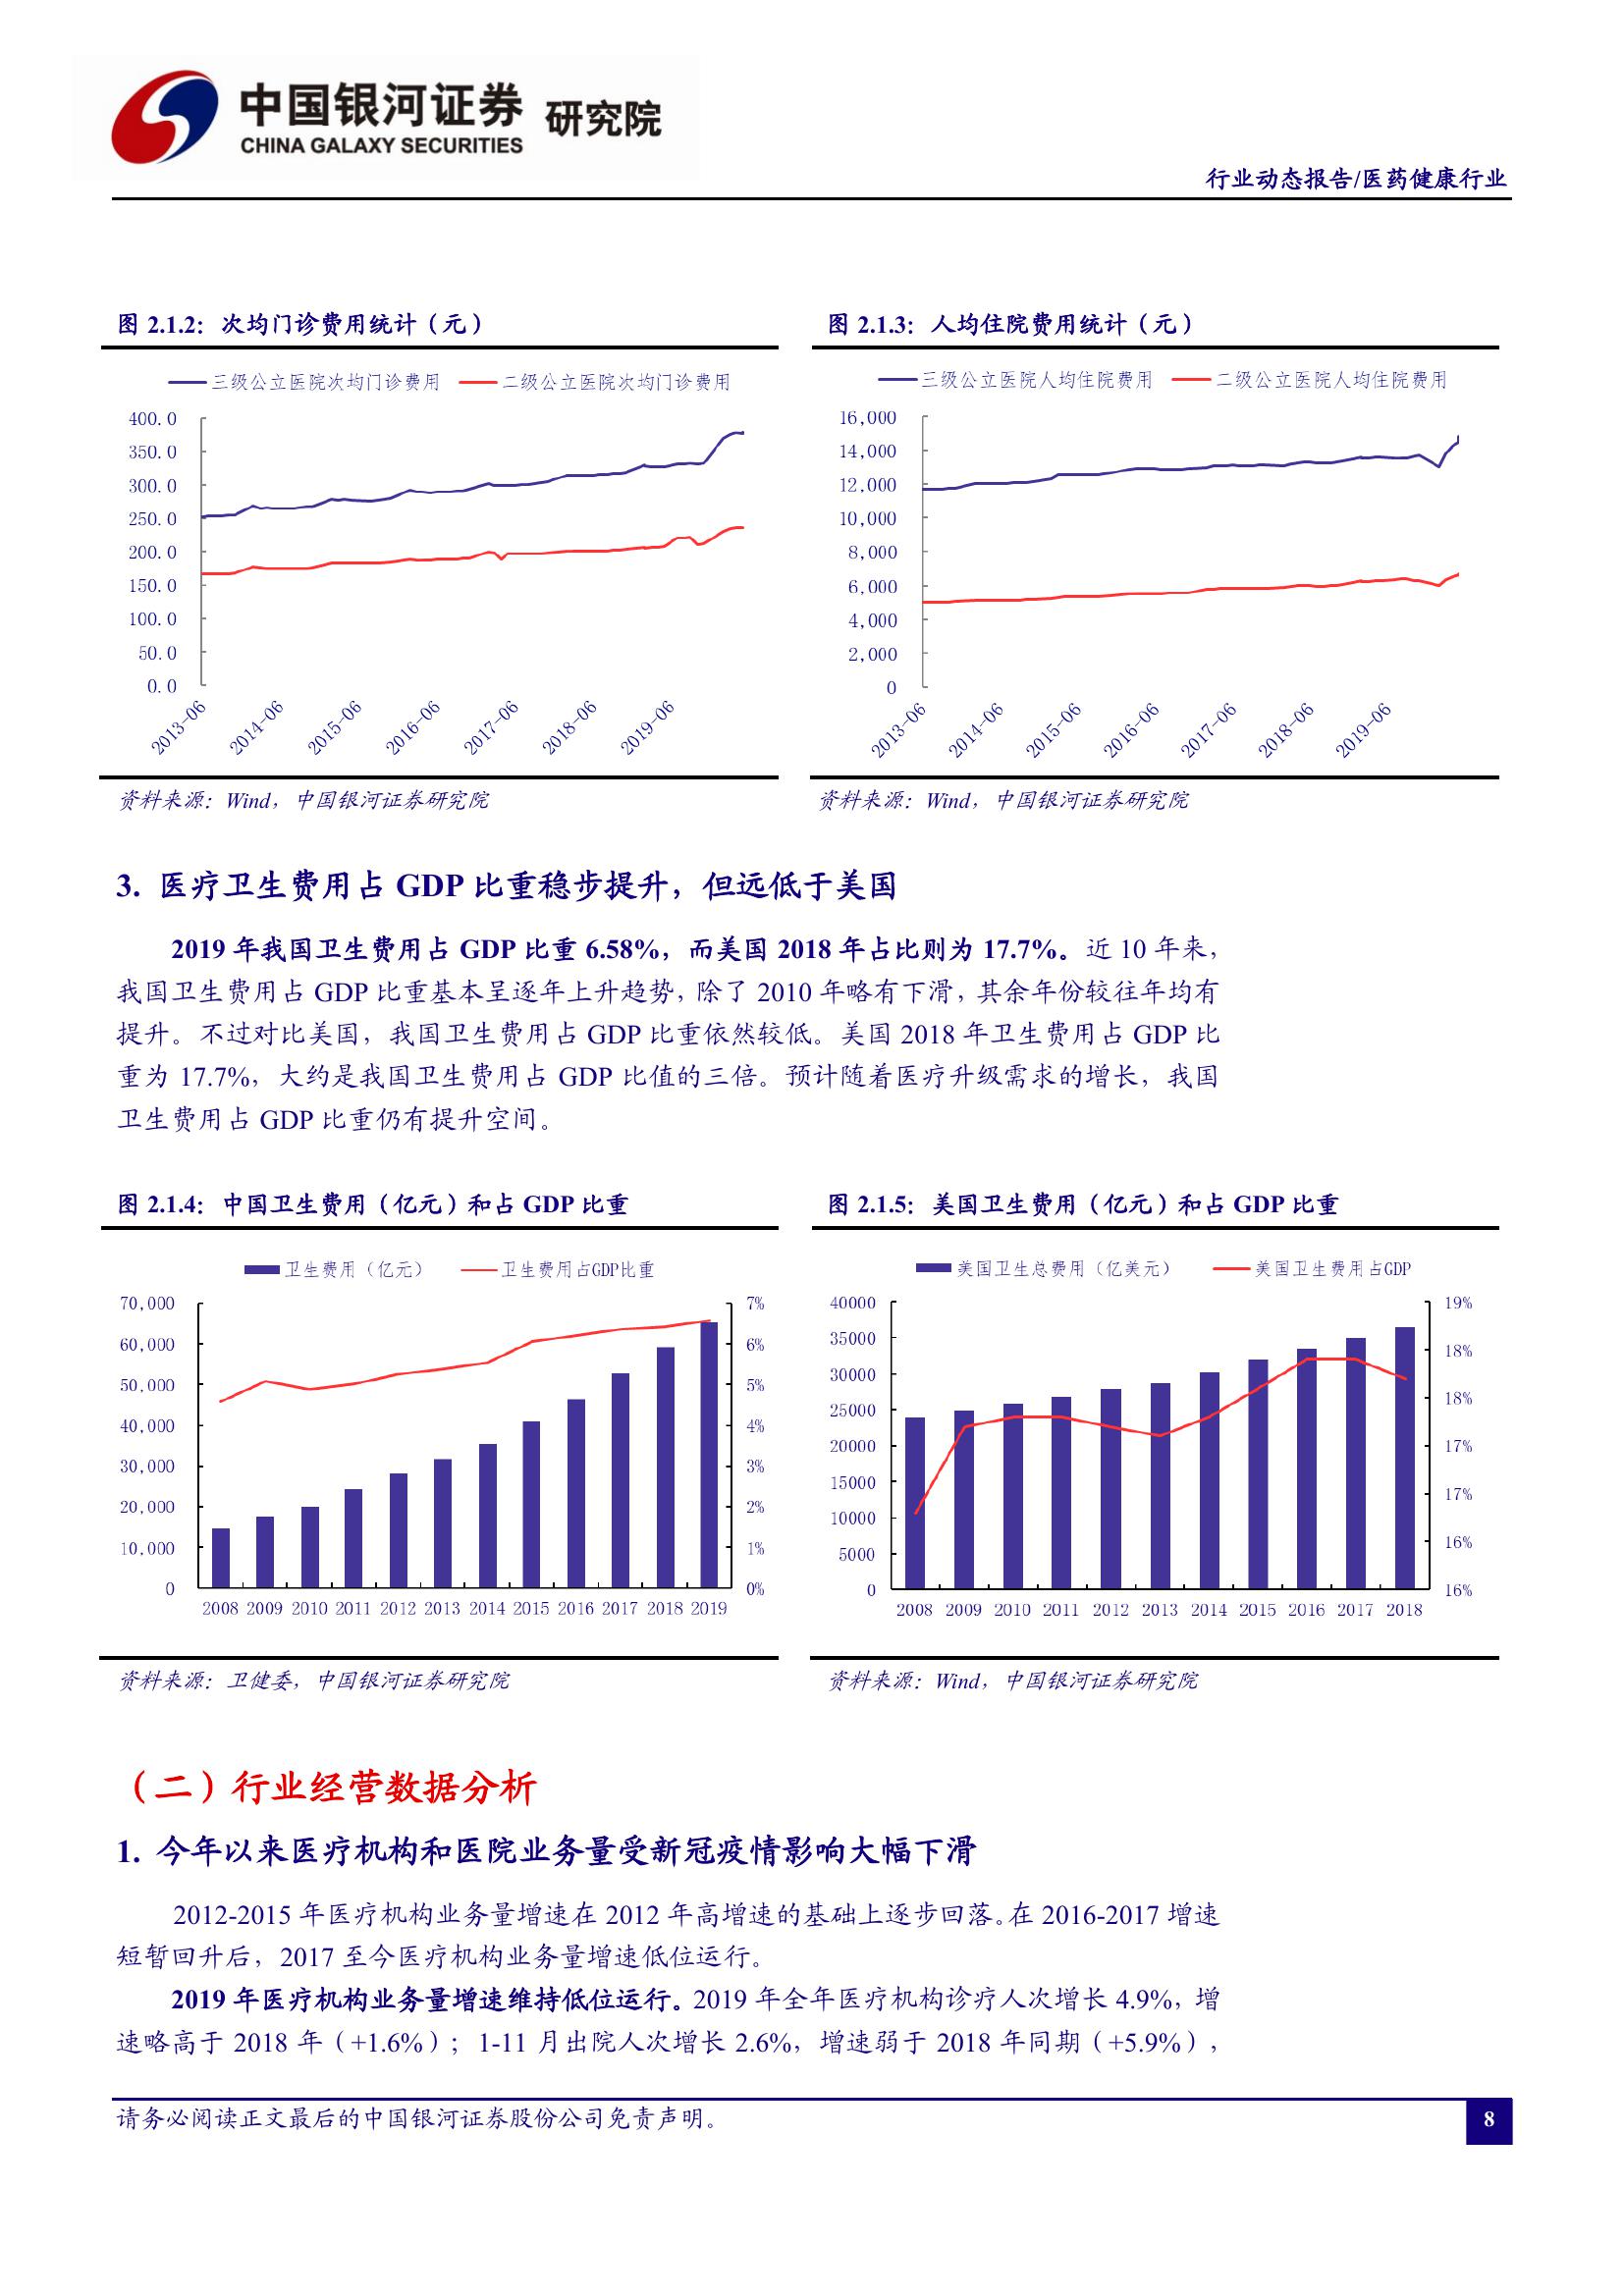 中国银河证券 研究院
CHINA GALAXY SECURITIES
行业动态报告/医药健康行业
图 2.1.2：次均门诊费用统计（元）
三级公立医院次均门诊费用 二级公立医院次均门诊费用
400.0
350.0
300.0
250.0
200.0
150.0
100.0
50.0
0.0
2013-06 2014-06 2015-06 2016-06 2017-06 2018-06 2019-06
资料来源：Wind，中国银河证券研究院
图 2.1.3：人均住院费用统计（元）
三级公立医院人均住院费用 二级公立医院人均住院费用
16,000
14,000
12,000
10,000
8,000
6,000
4,000
2,000
0
2013-06 2014-06 2015-06 2016-06 2017-06 2018-06 2019-06
资料来源：Wind，中国银河证券研究院
3. 医疗卫生费用占 GDP 比重稳步提升，但远低于美国
2019 年我国卫生费用占 GDP 比重 6.58%，而美国 2018 年占比则为 17.7%。近 10 年来，
我国卫生费用占 GDP 比重基本呈逐年上升趋势，除了 2010 年略有下滑，其余年份较往年均有
提升。不过对比美国，我国卫生费用占 GDP 比重依然较低。美国 2018 年卫生费用占 GDP 比
重为 17.7%，大约是我国卫生费用占 GDP 比值的三倍。预计随着医疗升级需求的增长，我国
卫生费用占 GDP 比重仍有提升空间。
图 2.1.4：中国卫生费用（亿元）和占 GDP 比重
卫生费用（亿元） 卫生费用占GDP比重
70,000
60,000
50,000
40,000
30,000
20,000
10,000
0
7%
6%
5%
4%
3%
2%
1%
0%
2008 2009 2010 2011 2012 2013 2014 2015 2016 2017 2018 2019
资料来源：卫健委，中国银河证券研究院
图 2.1.5：美国卫生费用（亿元）和占 GDP 比重
美国卫生总费用（亿美元） 美国卫生费用占GDP
40000
35000
30000
25000
20000
15000
10000
5000
0
19%
18%
18%
17%
17%
16%
16%
2008 2009 2010 2011 2012 2013 2014 2015 2016 2017 2018
资料来源：Wind，中国银河证券研究院
（二）行业经营数据分析
1. 今年以来医疗机构和医院业务量受新冠疫情影响大幅下滑
2012-2015 年医疗机构业务量增速在 2012 年高增速的基础上逐步回落。在 2016-2017 增速
短暂回升后，2017 至今医疗机构业务量增速低位运行。
2019 年医疗机构业务量增速维持低位运行。2019 年全年医疗机构诊疗人次增长 4.9%，增
速略高于 2018 年（+1.6%）；1-11 月出院人次增长 2.6%，增速弱于 2018 年同期（+5.9%），
请务必阅读正文最后的中国银河证券股份公司免责声明。
8